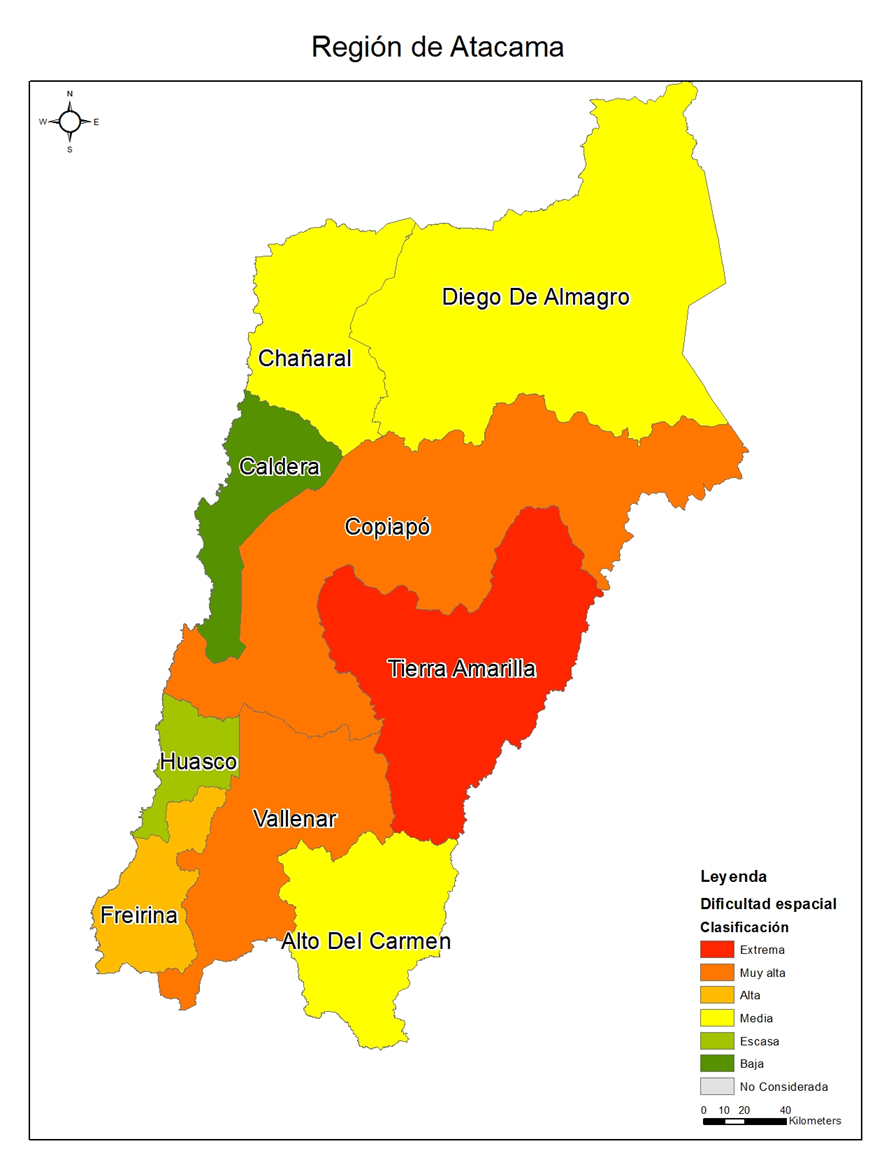 Región de Atacama
N
W E
S
Diego De Almagro
Chañaral
Caldera
Copiapó
Tierra Amarilla
Huasco
Vallenar
Freirina
Alto Del Carmen
Leyenda
Dificultad espacial
Clasificación
Extrema
Muy alta
Alta
Media
Escasa
Baja
No Considerada
0 10 20 40
Kilometers